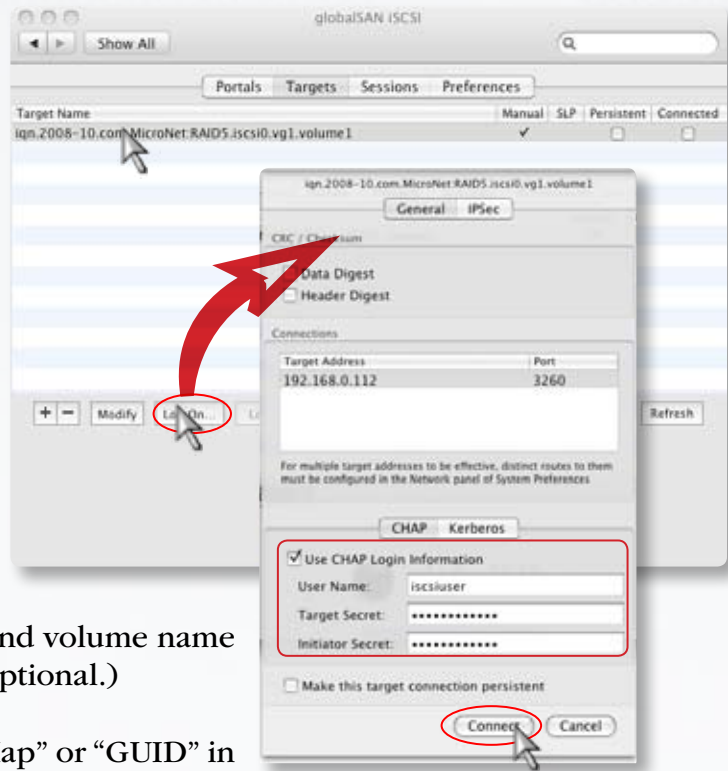 globalSAN iSCSI
Show All
Portals Targets Sessions Preferences
Target Name Manual SLP Persistent Connected
iqn.2008-10.com.MicroNet:RAID5.iscsi0.vg1.volume1
iqn.2008-10.com.MicroNet:RAID5.iscsi0.vg1.volume1
General IPSec
CRC / Checksum
Data Digest
Header Digest
Connections
Target Address Port
192.168.0.112 3260
+ - Modify Log On... Refresh
For multiple target addresses to be effective, distinct routes to them
must be configured in the Network panel of System Preferences
CHAP Kerberos
Use CHAP Login Information
User Name: iscsiuser
Target Secret: ••••••••••••
Initiator Secret: ••••••••••••
Make this target connection persistent
Connect Cancel
nd volume name
ptional.)
ap” or “GUID” in